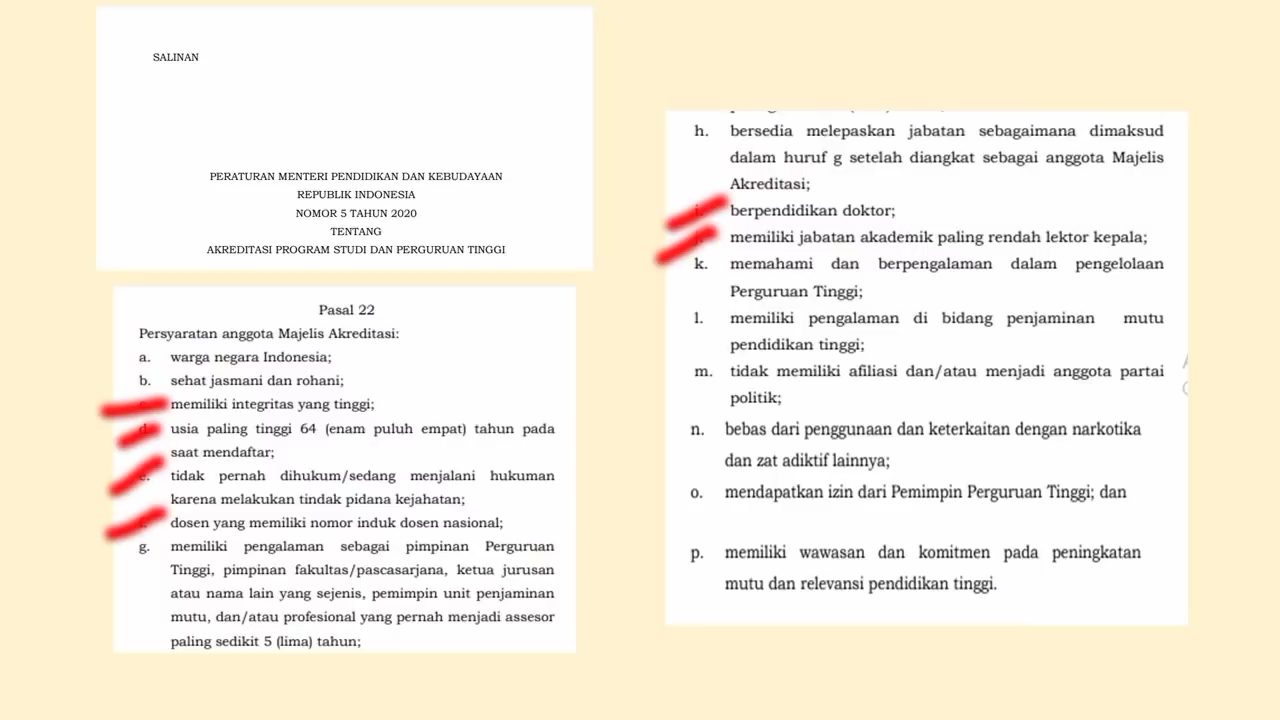 SALINAN
PERATURAN MENTERI PENDIDIKAN DAN KEBUDAYAAN
REPUBLIK INDONESIA
NOMOR 5 TAHUN 2020
TENTANG
AKREDITASI PROGRAM STUDI DAN PERGURUAN TINGGI
Pasal 22
Persyaratan anggota Majelis Akreditasi:
a. warga negara Indonesia;
b. sehat jasmani dan rohani;
memiliki integritas yang tinggi;
d. usia paling tinggi 64 (enam puluh empat) tahun pada
saat mendaftar;
tidak pernah dihukum/sedang menjalani hukuman
karena melakukan tindak pidana kejahatan;
dosen yang memiliki nomor induk dosen nasional;
g. memiliki pengalaman sebagai pimpinan Perguruan
Tinggi, pimpinan fakultas/pascasarjana, ketua jurusan
atau nama lain yang sejenis, pemimpin unit penjaminan
mutu, dan/atau profesional yang pernah menjadi assesor
paling sedikit 5 (lima) tahun;
h. bersedia melepaskan jabatan sebagaimana dimaksud
dalam huruf g setelah diangkat sebagai anggota Majelis
Akreditasi;
berpendidikan doktor;
memiliki jabatan akademik paling rendah lektor kepala;
k. memahami dan berpengalaman dalam pengelolaan
Perguruan Tinggi;
l. memiliki pengalaman di bidang penjaminan mutu
pendidikan tinggi;
m. tidak memiliki afiliasi dan/atau menjadi anggota partai
politik;
n. bebas dari penggunaan dan keterkaitan dengan narkotika
dan zat adiktif lainnya;
o. mendapatkan izin dari Pemimpin Perguruan Tinggi; dan
p. memiliki wawasan dan komitmen pada peningkatan
mutu dan relevansi pendidikan tinggi.